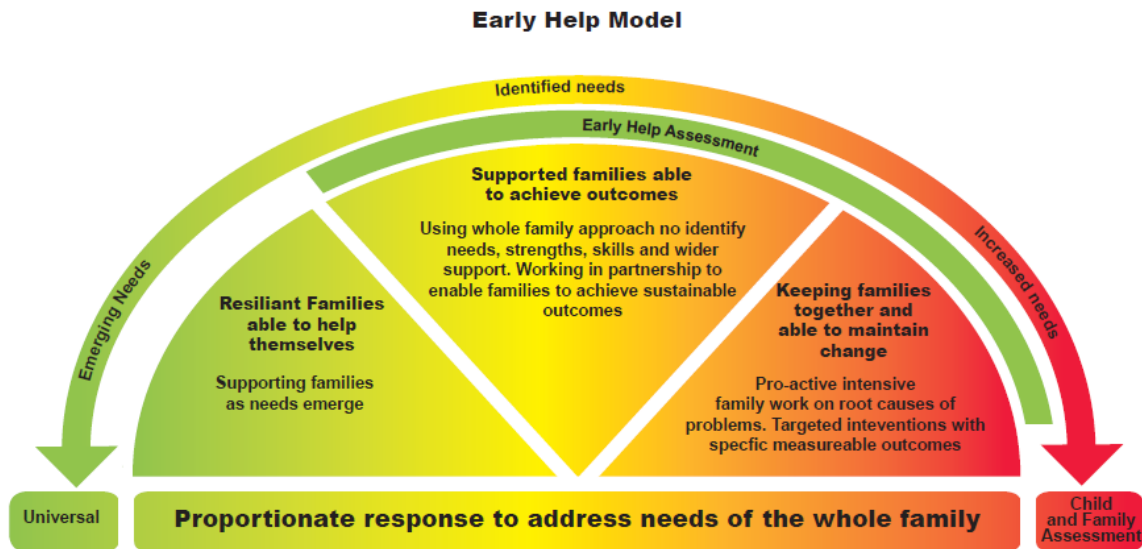 Early Help Model
Identified needs
Early Help Assessment
Emerging Needs
Increased needs
Supported families able
to achieve outcomes
Using whole family approach no identify
needs, strengths, skills and wider
support. Working in partnership to
enable families to achieve sustainable
outcomes
Resiliant Families
able to help
themselves
Supporting families
as needs emerge
Keeping families
together and
able to maintain
change
Pro-active intensive
family work on root causes of
problems. Targeted inteventions with
specfic measureable outcomes
Universal
Proportionate response to address needs of the whole family
Child
and Family
Assessment